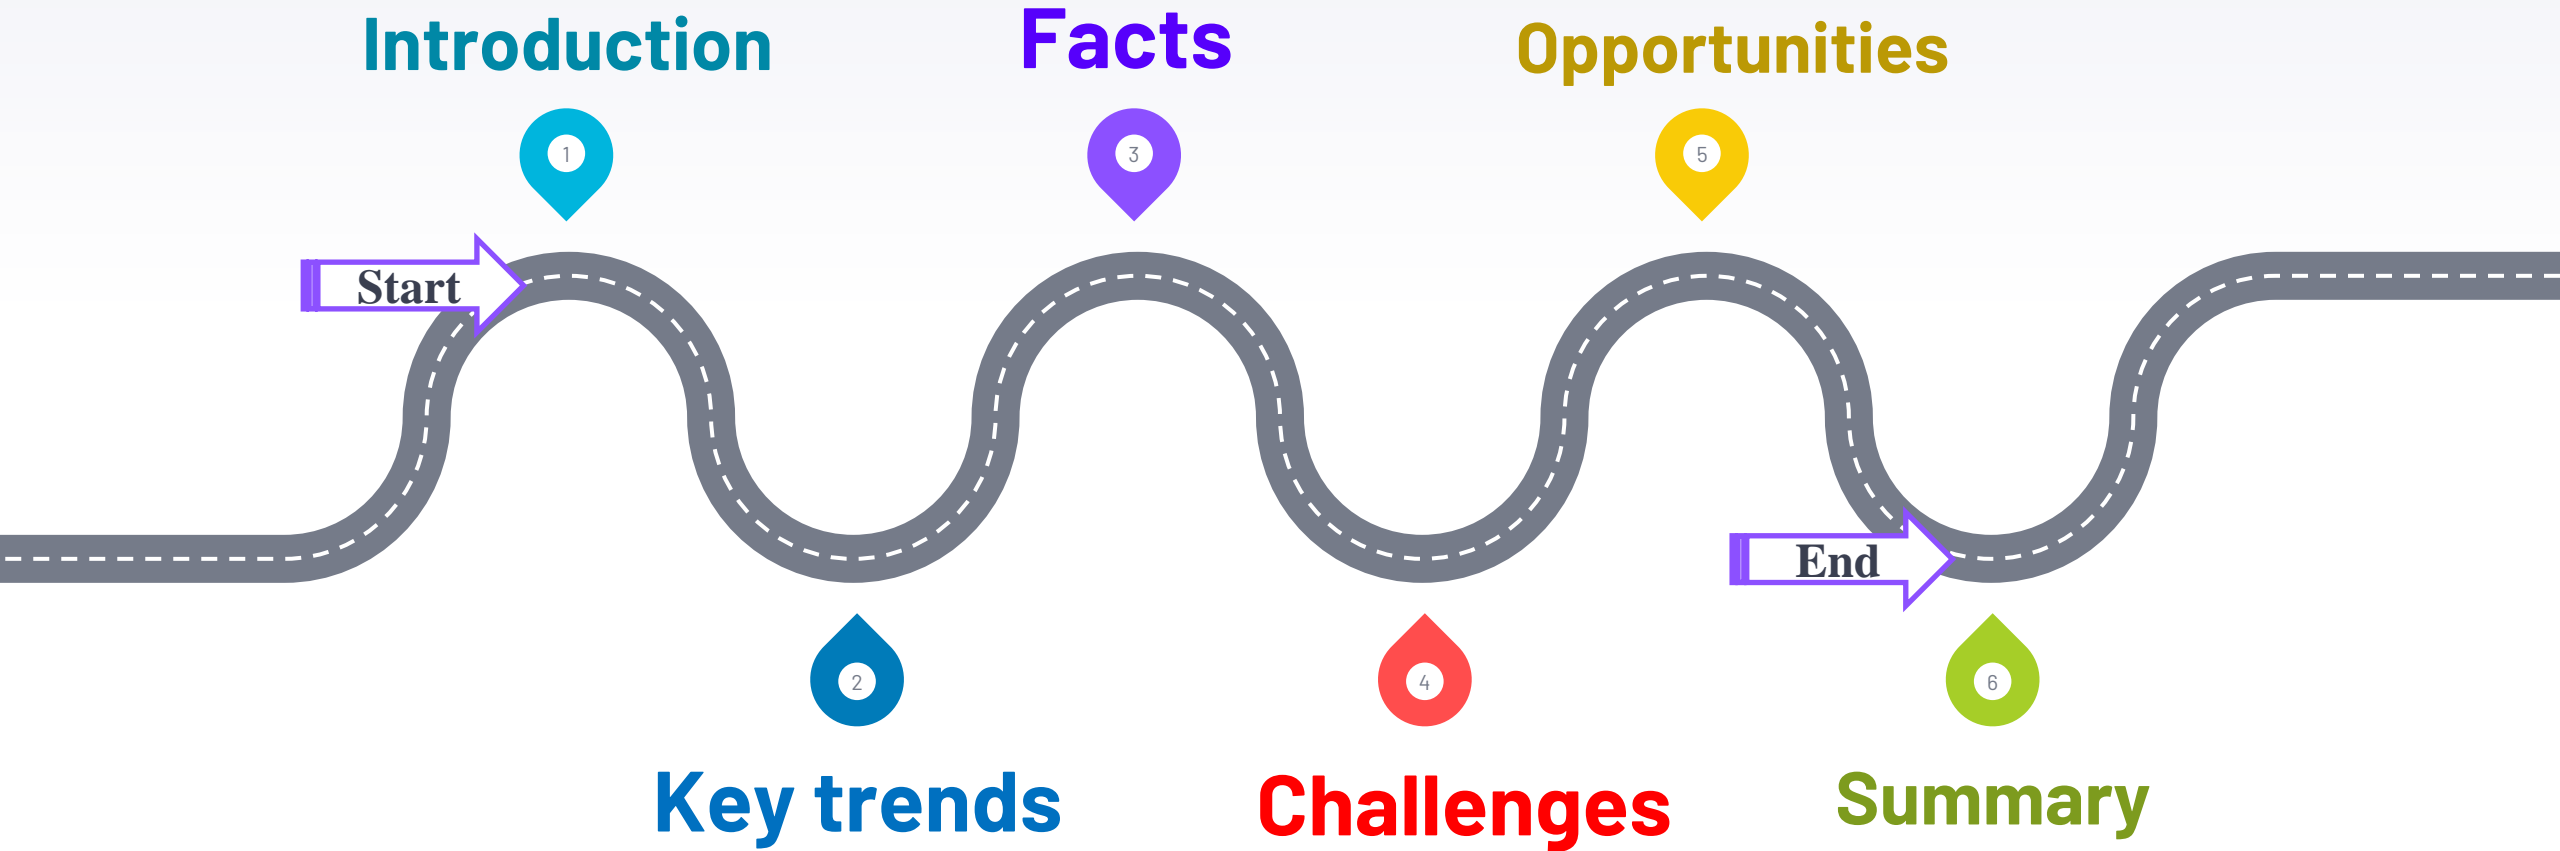 Introduction
Facts
Opportunities
1
3
5
Start
End
2
4
6
Key trends
Challenges
Summary